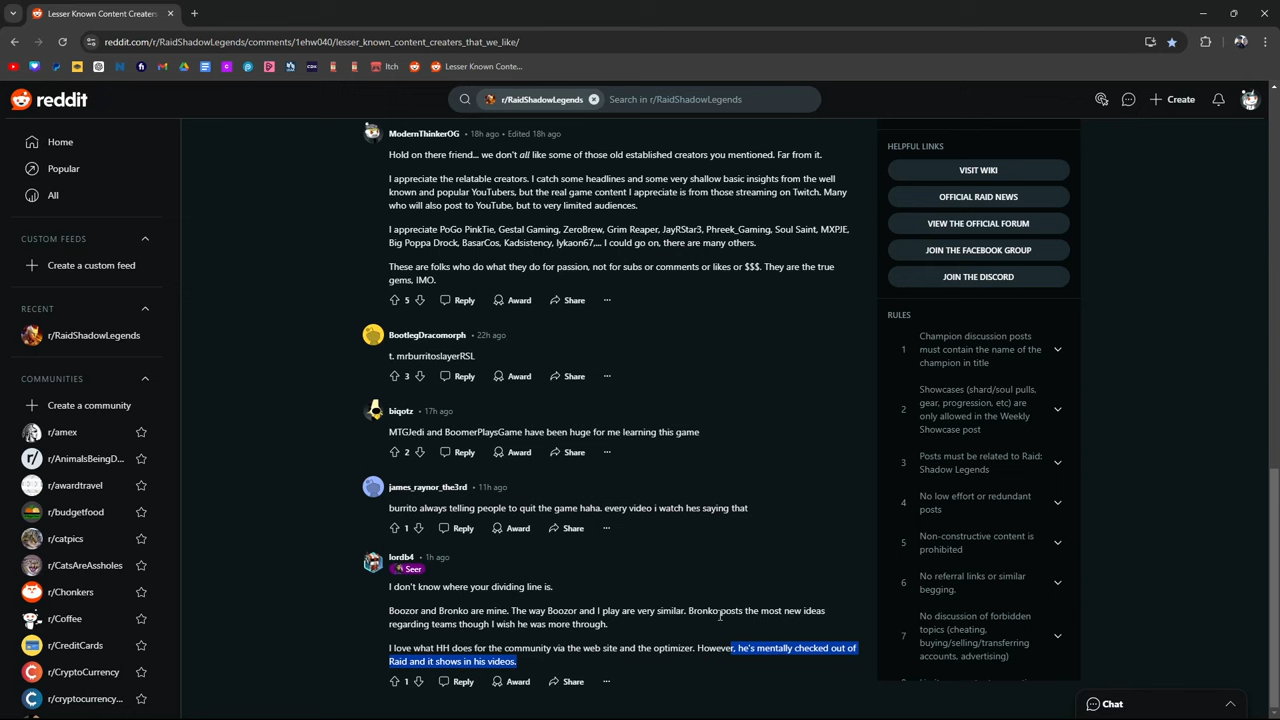 Lesser Known Content Creaters
reddit.com/r/RaidShadowLegends/comments/1ehw040/lesser_known_content_creaters_that_we_like/
Itch
Lesser Known Conte...
reddit
r/RaidShadowLegends
Search in r/RaidShadowLegends
Create
Home
Popular
All
CUSTOM FEEDS
Create a custom feed
RECENT
r/RaidShadowLegends
COMMUNITIES
Create a community
r/amex
r/AnimalsBeingD...
r/awardtravel
r/budgetfood
r/catpics
r/CatsAreAssholes
r/Chonkers
r/Coffee
r/CreditCards
r/CryptoCurrency
r/cryptocurrency...
ModernThinkerOG • 18h ago • Edited 18h ago
Hold on there friend... we don't all like some of those old established creators you mentioned. Far from it.
I appreciate the relatable creators. I catch some headlines and some very shallow basic insights from the well
known and popular YouTubers, but the real game content I appreciate is from those streaming on Twitch. Many
who will also post to YouTube, but to very limited audiences.
I appreciate PoGo PinkTie, Gestal Gaming, ZeroBrew, Grim Reaper, JayRStar3, Phreek_Gaming, Soul Saint, MXPJE,
Big Poppa Drock, BasarCos, Kadsistency, Iykaon67,... I could go on, there are many others.
These are folks who do what they do for passion, not for subs or comments or likes or $$$. They are the true
gems, IMO.
5 Reply Award Share ...
BootlegDracomorph • 22h ago
t. mrburritoslayerRSL
3 Reply Award Share ...
biqotz • 17h ago
MTGJedi and BoomerPlaysGame have been huge for me learning this game
2 Reply Award Share ...
james_raynor_the3rd • 11h ago
burrito always telling people to quit the game haha. every video i watch hes saying that
1 Reply Award Share ...
lordb4 • 1h ago
Seer
I don't know where your dividing line is.
Boozor and Bronko are mine. The way Boozor and I play are very similar. Bronko posts the most new ideas
regarding teams though I wish he was more through.
I love what HH does for the community via the web site and the optimizer. However, he's mentally checked out of
Raid and it shows in his videos.
1 Reply Award Share ...
HELPFUL LINKS
VISIT WIKI
OFFICIAL RAID NEWS
VIEW THE OFFICIAL FORUM
JOIN THE FACEBOOK GROUP
JOIN THE DISCORD
RULES
1 Champion discussion posts
must contain the name of the
champion in title
2 Showcases (shard/soul pulls,
gear, progression, etc) are
only allowed in the Weekly
Showcase post
3 Posts must be related to Raid:
Shadow Legends
4 No low effort or redundant
posts
5 Non-constructive content is
prohibited
6 No referral links or similar
begging.
7 No discussion of forbidden
topics (cheating,
buying/selling/transferring
accounts, advertising)
Chat